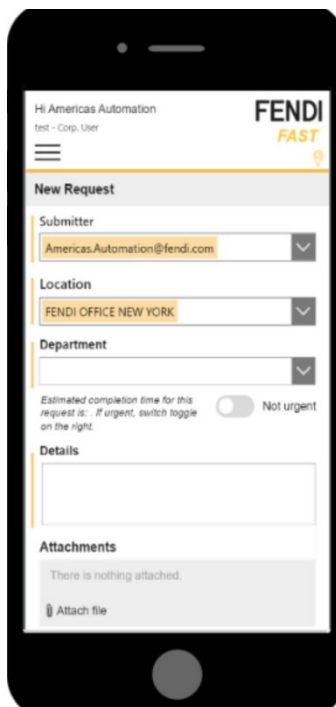 Hi Americas Automation
test - Corp. User
FENDI
FAST
New Request
Submitter
Americas.Automation@fendi.com
Location
FENDI OFFICE NEW YORK
Department
Estimated completion time for this
request is: . If urgent, switch toggle
on the right.
Not urgent
Details
Attachments
There is nothing attached.
Attach file